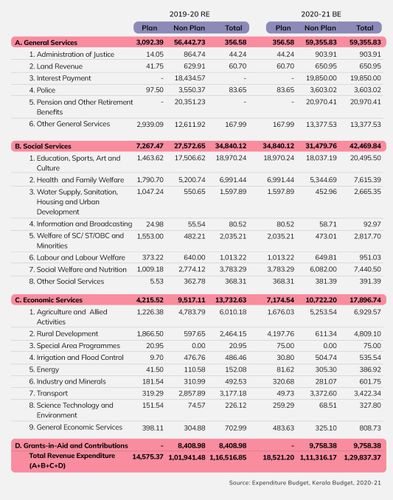 2019-20 RE 2020-21 BE
Plan Non Plan Total Plan Non Plan Total
A. General Services 3,092.39 56,442.73 356.58 356.58 59,355.83 59,355.83
1. Administration of Justice 14.05 864.74 44.24 44.24 903.91 903.91
2. Land Revenue 41.75 629.91 60.70 60.70 650.95 650.95
3. Interest Payment - 18,434.57 - - 19,850.00 19,850.00
4. Police 97.50 3,550.37 83.65 83.65 3,603.02 3,603.02
5. Pension and Other Retirement - 20,351.23 - - 20,970.41 20,970.41
Benefits
6. Other General Services 2,939.09 12,611.92 167.99 167.99 13,377.53 13,377.53
B. Social Services 7,267.47 27,572.65 34,840.12 34,840.12 31,479.76 42,469.84
1. Education, Sports, Art and 1,463.62 17,506.62 18,970.24 18,970.24 18,037.19 20,495.50
Culture
2. Health and Family Welfare 1,790.70 5,200.74 6,991.44 6,991.44 5,344.69 7,615.39
3. Water Supply, Sanitation, 1,047.24 550.65 1,597.89 1,597.89 452.96 2,665.35
Housing and Urban
Development
4. Information and Broadcasting 24.98 55.54 80.52 80.52 58.71 92.97
5. Welfare of SC/ ST/OBC and 1,553.00 482.21 2,035.21 2,035.21 473.01 2,817.70
Minorities
6. Labour and Labour Welfare 373.22 640.00 1,013.22 1,013.22 649.81 951.03
7. Social Welfare and Nutrition 1,009.18 2,774.12 3,783.29 3,783.29 6,082.00 7,440.50
8. Other Social Services 5.53 362.78 368.31 368.31 381.39 391.39
C. Economic Services 4,215.52 9,517.11 13,732.63 7,174.54 10,722.20 17,896.74
1. Agriculture and Allied 1,226.38 4,783.79 6,010.18 1,676.03 5,253.54 6,929.57
Activities
2. Rural Development 1,866.50 597.65 2,464.15 4,197.76 611.34 4,809.10
3. Special Area Programmes 20.95 0.00 20.95 75.00 0.00 75.00
4. Irrigation and Flood Control 9.70 476.76 486.46 30.80 504.74 535.54
5. Energy 41.50 110.58 152.08 81.62 305.30 386.92
6. Industry and Minerals 181.54 310.99 492.53 320.68 281.07 601.75
7. Transport 319.29 2,857.89 3,177.18 49.73 3,372.60 3,422.34
8. Science Technology and 151.54 74.57 226.12 259.29 68.51 327.80
Environment
9. General Economic Services 398.11 304.88 702.99 483.63 325.10 808.73
D. Grants-in-Aid and Contributions - 8,408.98 8,408.98 - 9,758.38 9,758.38
Total Revenue Expenditure 14,575.37 1,01,941.48 1,16,516.85 18,521.20 1,11,316.17 1,29,837.37
(A+B+C+D)
Source: Expenditure Budget, Kerala Budget, 2020-21